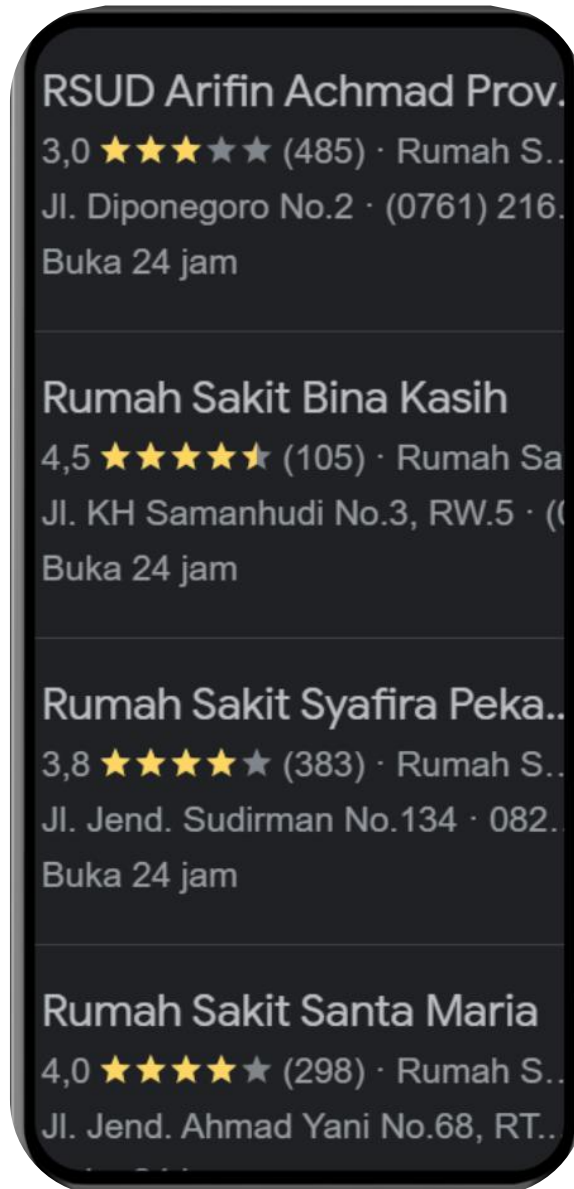 RSUD Arifin Achmad Prov.
3,0 (485) · Rumah S..
Jl. Diponegoro No.2 · (0761) 216.
Buka 24 jam
Rumah Sakit Bina Kasih
4,5 (105) · Rumah Sa
Jl. KH Samanhudi No.3, RW.5 · (0
Buka 24 jam
Rumah Sakit Syafira Peka..
3,8 (383) · Rumah S..
Jl. Jend. Sudirman No.134 · 082.
Buka 24 jam
Rumah Sakit Santa Maria
4,0 (298) · Rumah S..
Jl. Jend. Ahmad Yani No.68, RT..